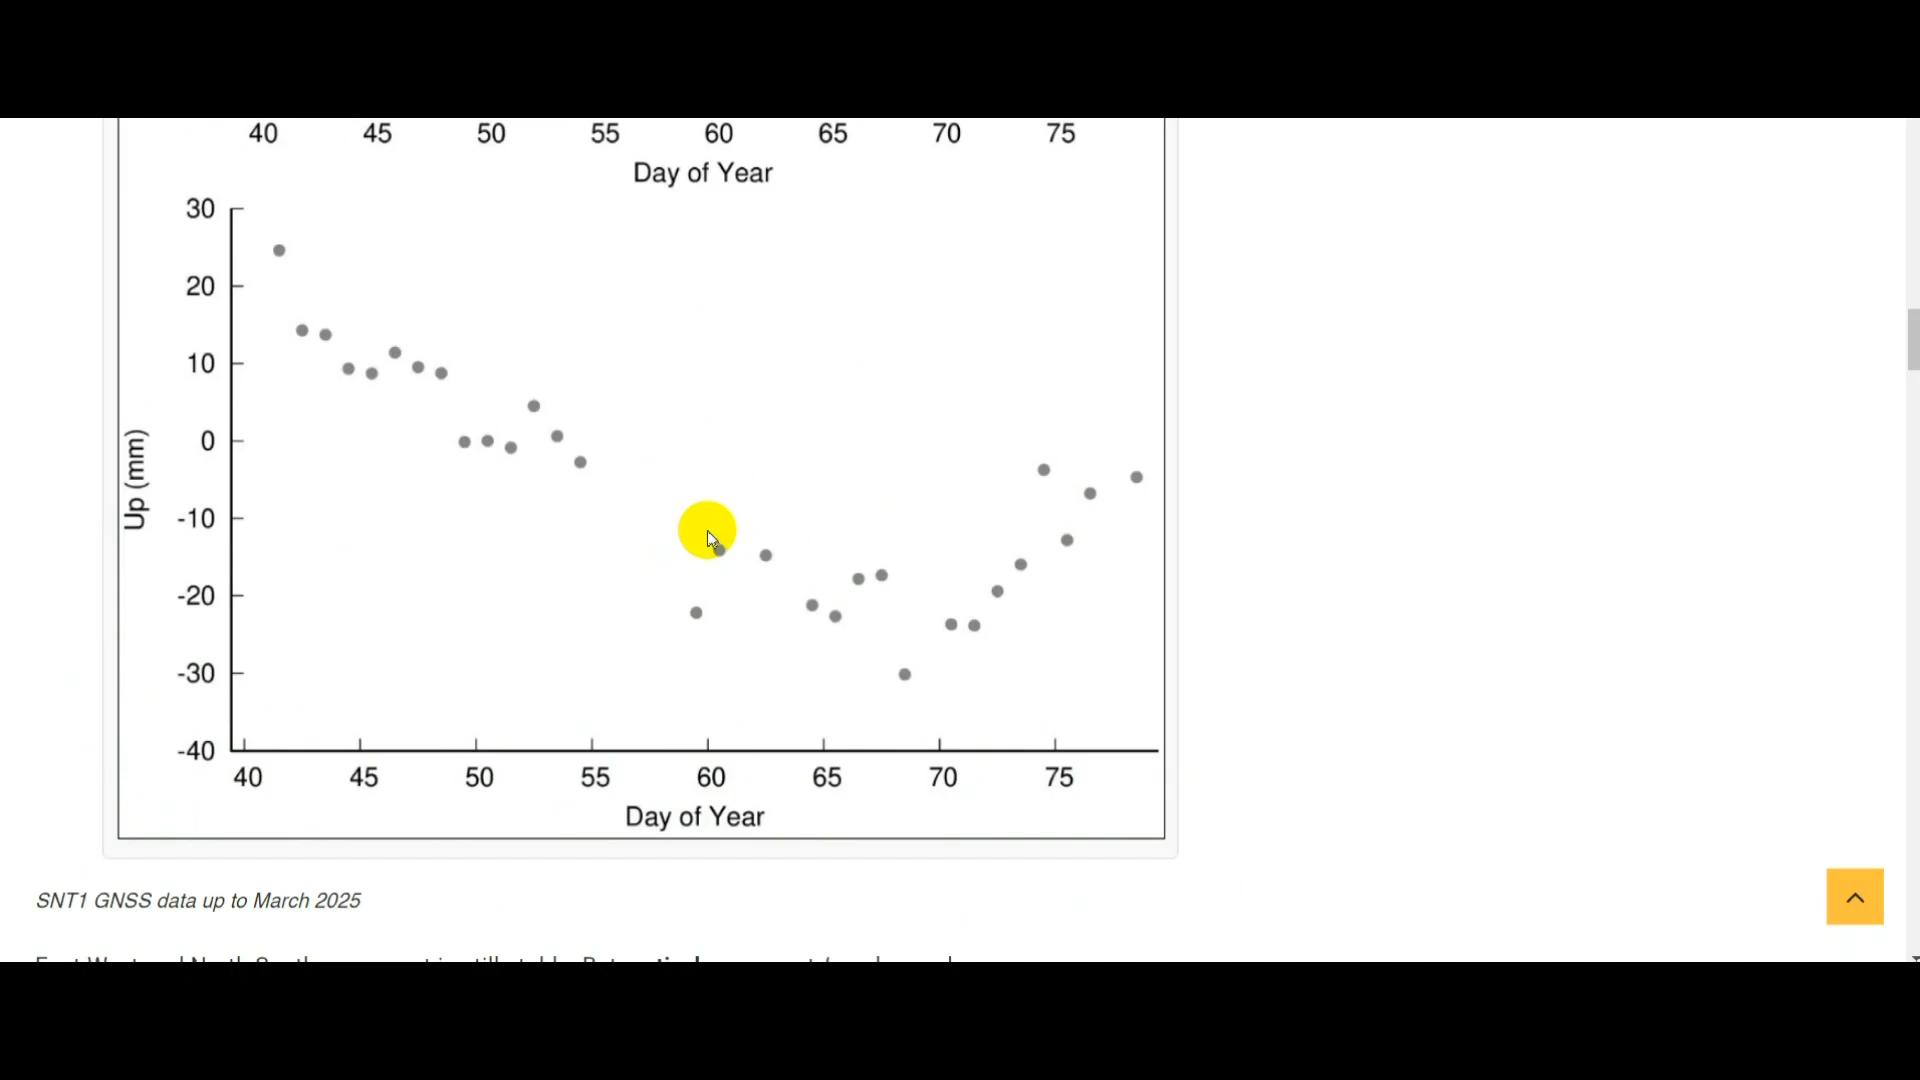 40 45 50 55 60 65 70 75
Day of Year
30
20
10
0
-10
-20
-30
-40
Up (mm)
40 45 50 55 60 65 70 75
Day of Year
SNT1 GNSS data up to March 2025